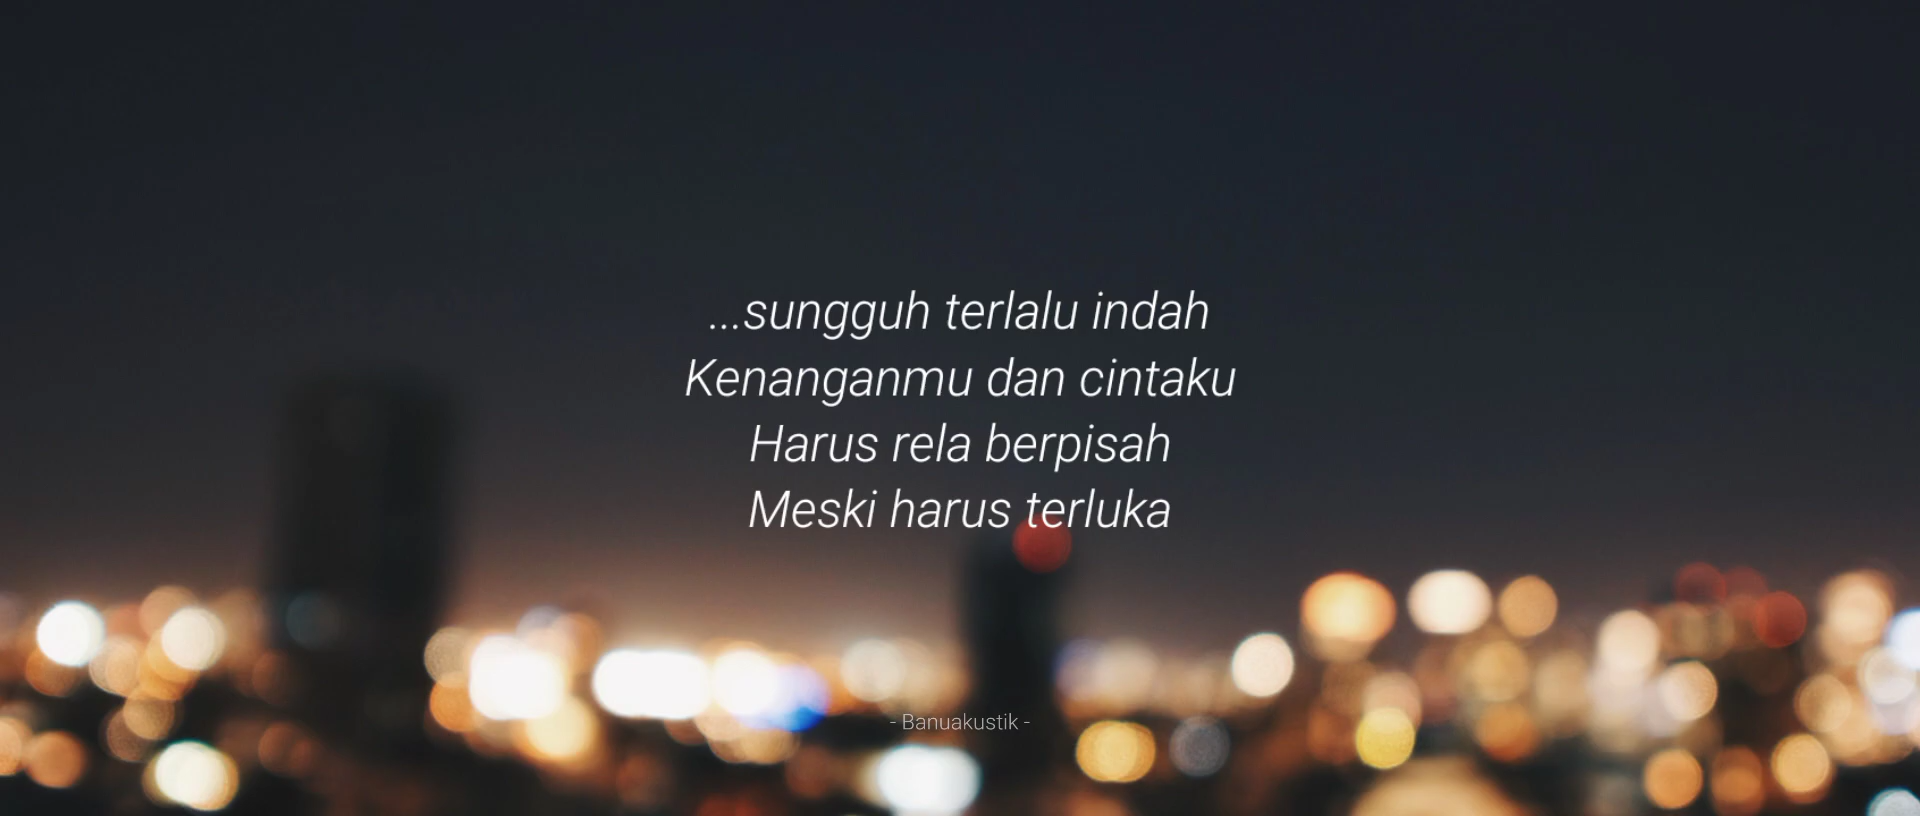 ...sungguh terlalu indah
Kenanganmu dan cintaku
Harus rela berpisah
Meski harus terluka
- Banuakustik -